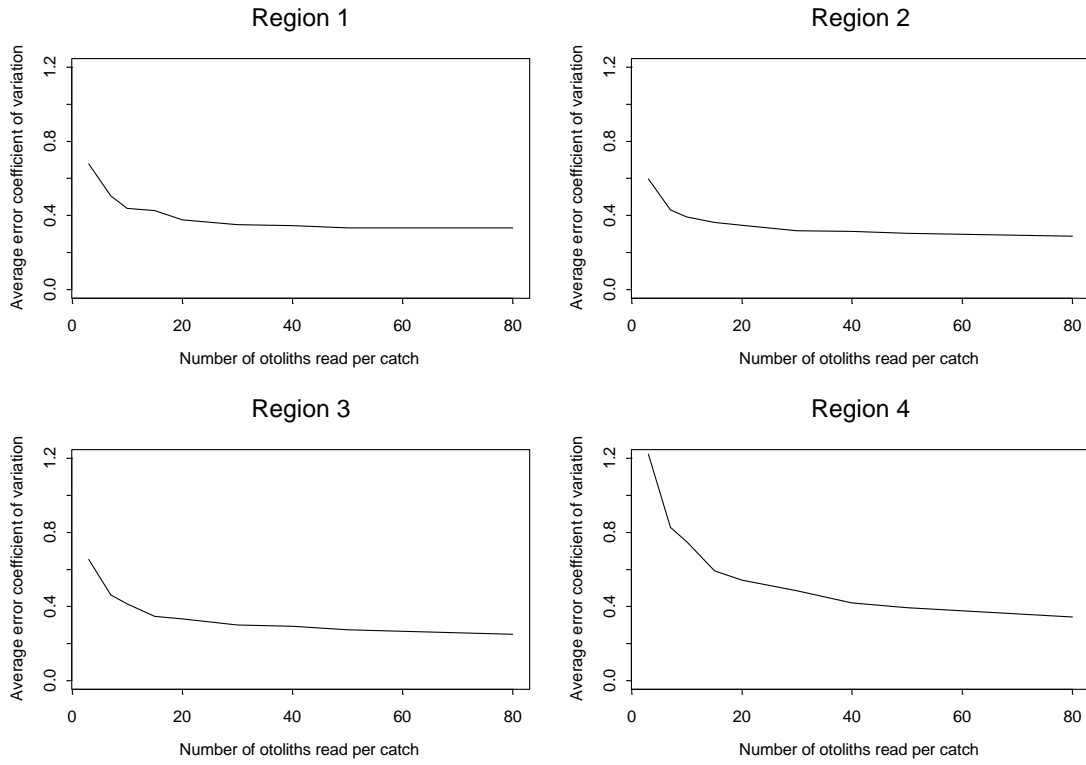 Region 1
Average error coefficient of variation
1.2
0.8
0.4
0.0
0 20 40 60 80
Number of otoliths read per catch
Region 2
Average error coefficient of variation
1.2
0.8
0.4
0.0
0 20 40 60 80
Number of otoliths read per catch
Region 3
Average error coefficient of variation
1.2
0.8
0.4
0.0
0 20 40 60 80
Number of otoliths read per catch
Region 4
Average error coefficient of variation
1.2
0.8
0.4
0.0
0 20 40 60 80
Number of otoliths read per catch